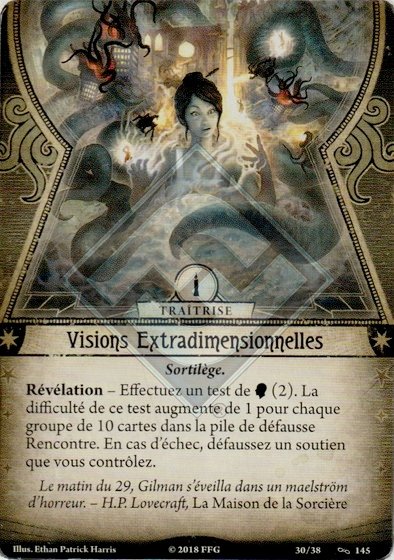 TRAÎTRISE
Visions Extradimensionnelles
Sortilège.
Révélation – Effectuez un test de (2). La
difficulté de ce test augmente de 1 pour chaque
groupe de 10 cartes dans la pile de défausse
Rencontre. En cas d'échec, défaussez un soutien
que vous contrôlez.
Le matin du 29, Gilman s'éveilla dans un maelström
d'horreur. – H.P. Lovecraft, La Maison de la Sorcière
Illus. Ethan Patrick Harris © 2018 FFG 30/38 145